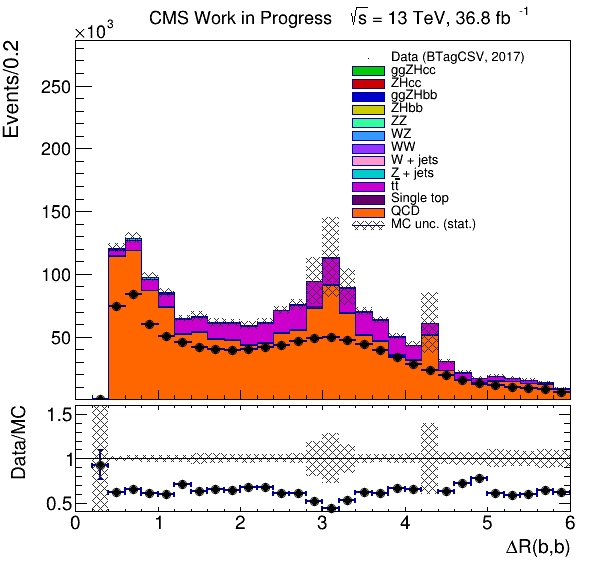 CMS Work in Progress √s = 13 TeV, 36.8 fb⁻¹
×10³
Events/0.2
250
200
150
100
50
Data (BTagCSV, 2017)
ggZHcc
ZHcc
ggZHbb
ZHbb
ZZ
WZ
WW
W + jets
Z + jets
tt̄
Single top
QCD
MC unc. (stat.)
Data/MC
1.5
1
0.5
0 1 2 3 4 5 6
ΔR(b,b)